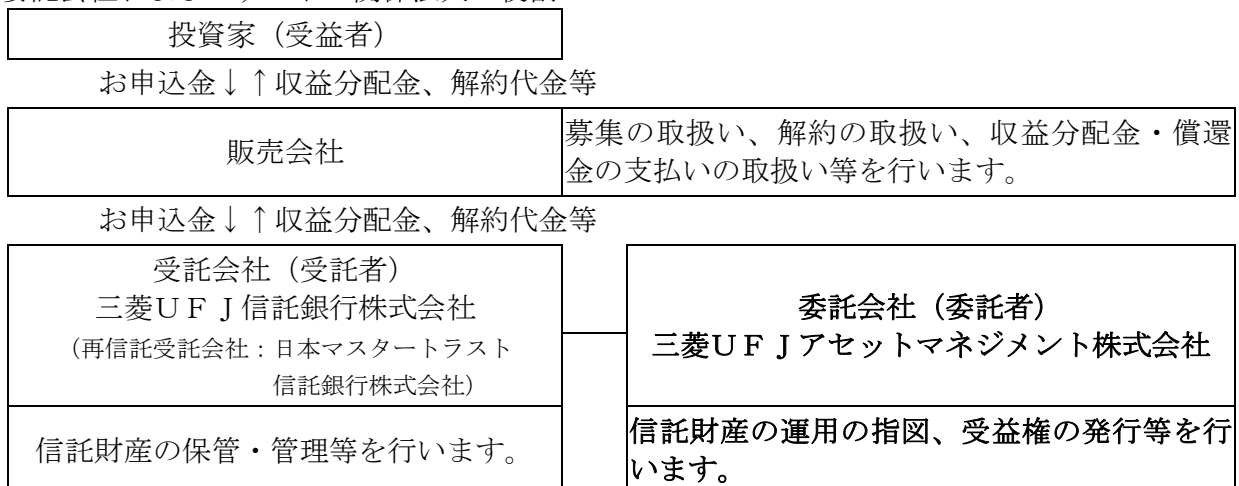 投資家（受益者）
お申込金↓↑収益分配金、解約代金等
販売会社
募集の取扱い、解約の取扱い、収益分配金・償還
金の支払いの取扱い等を行います。
お申込金↓↑収益分配金、解約代金等
受託会社（受託者）
三菱ＵＦＪ信託銀行株式会社
（再信託受託会社：日本マスタートラスト
信託銀行株式会社）
委託会社（委託者）
三菱ＵＦＪアセットマネジメント株式会社
信託財産の保管・管理等を行います。
信託財産の運用の指図、受益権の発行等を行
います。